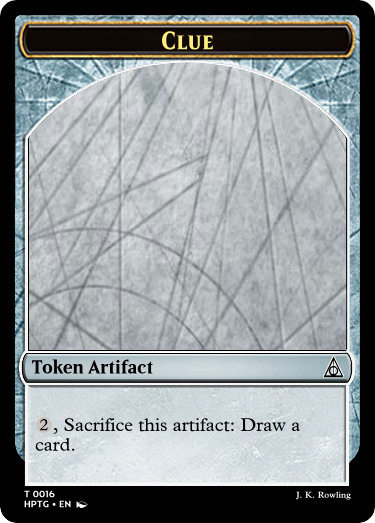 CLUE
Token Artifact
2, Sacrifice this artifact: Draw a
card.
T 0016
HPTG • EN
J. K. Rowling